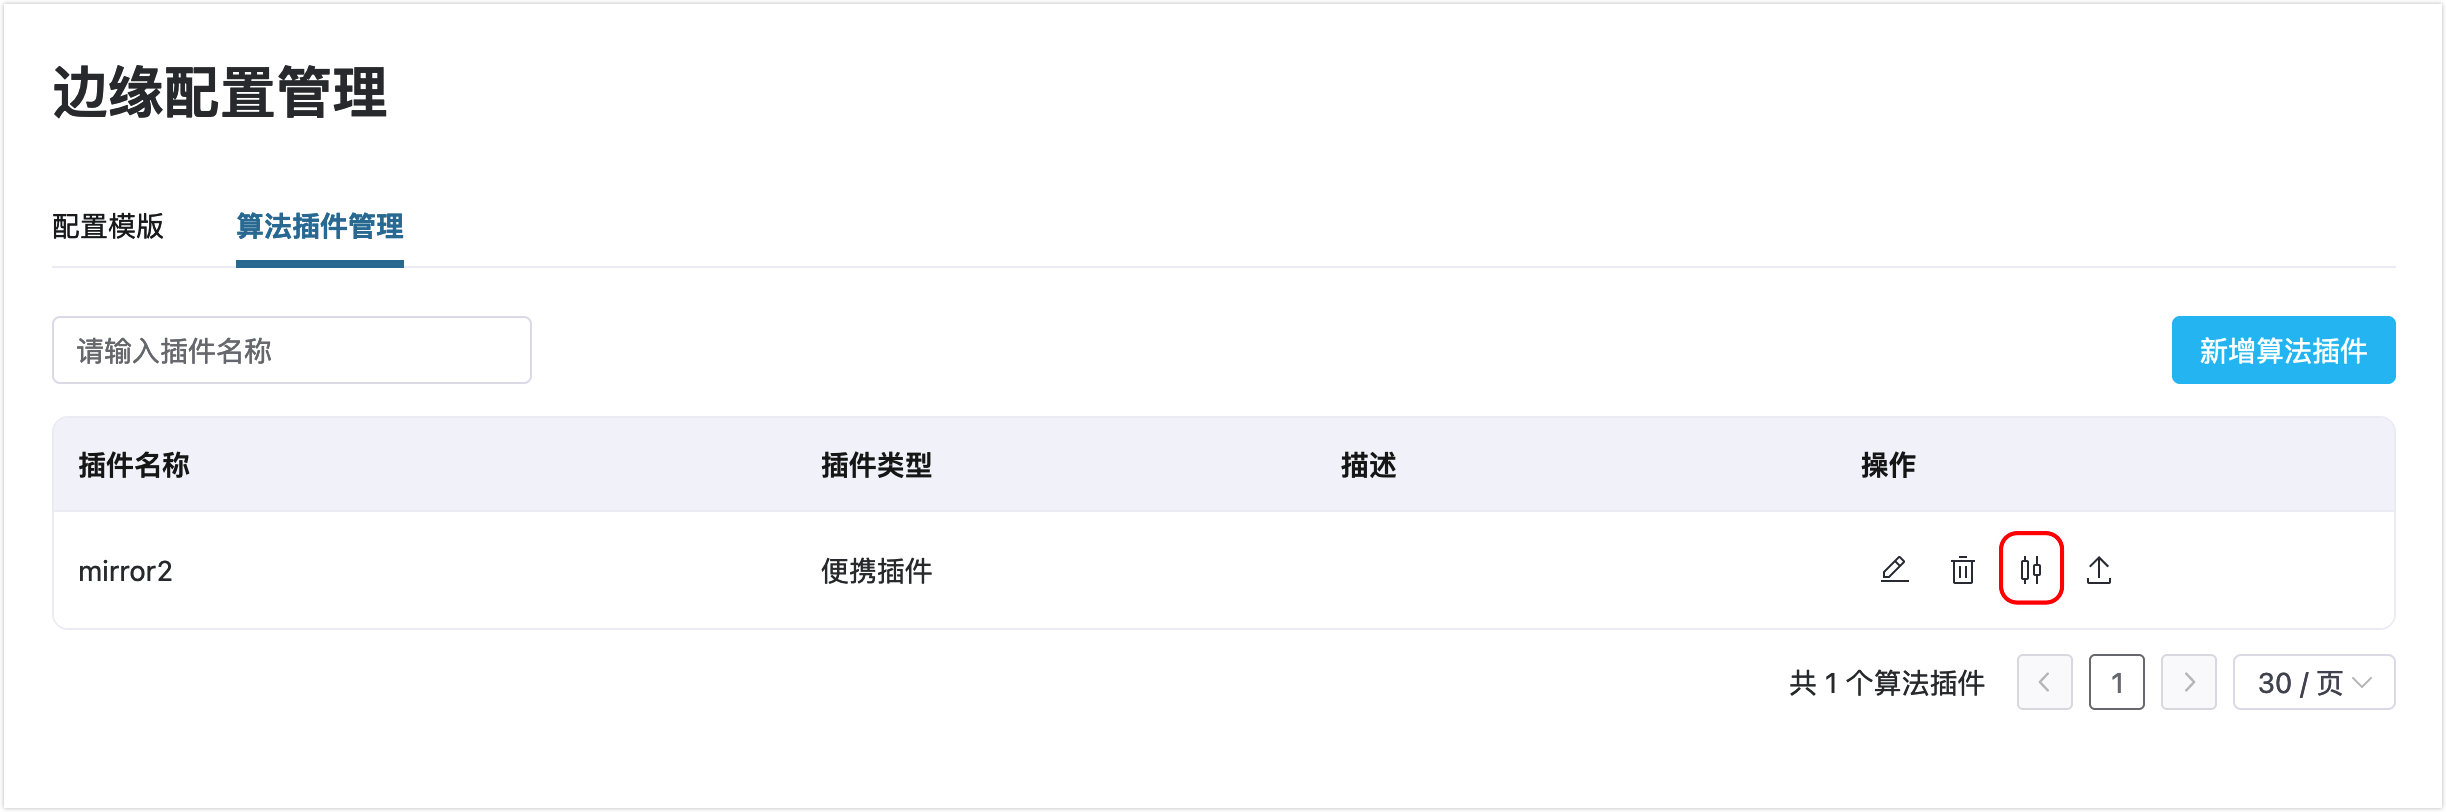 边缘配置管理
配置模版 算法插件管理
请输入插件名称 新增算法插件
插件名称 插件类型 描述 操作
mirror2 便携插件
共 1 个算法插件 1 30 / 页